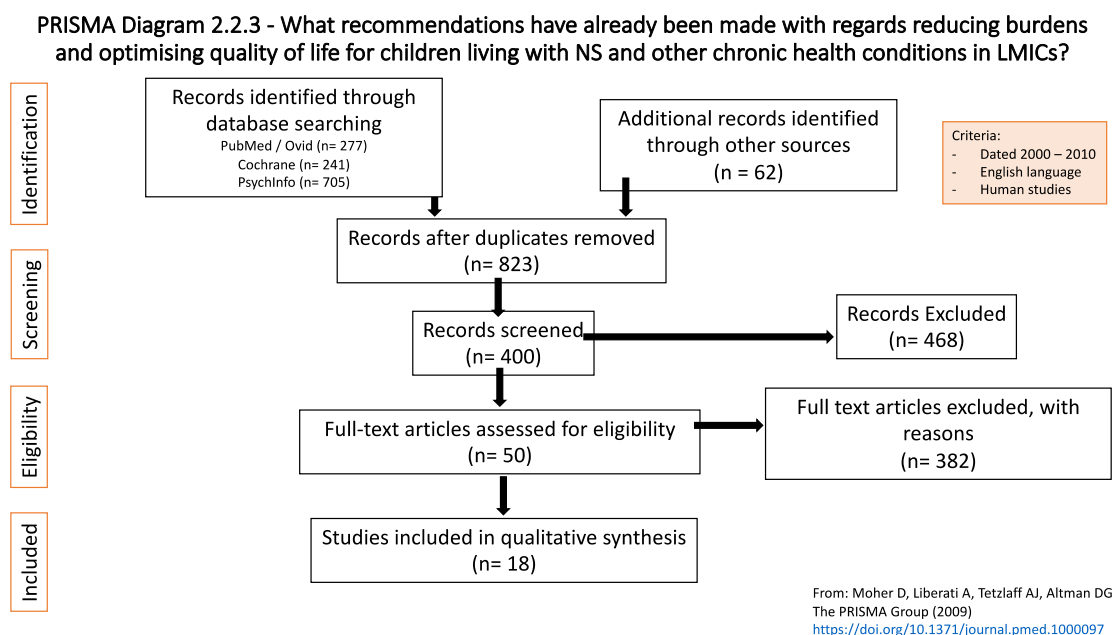 PRISMA Diagram 2.2.3 - What recommendations have already been made with regards reducing burdens
and optimising quality of life for children living with NS and other chronic health conditions in LMICs?
Identification
Records identified through
database searching
PubMed / Ovid (n= 277)
Cochrane (n= 241)
PsychInfo (n= 705)
Additional records identified
through other sources
(n = 62)
Criteria:
- Dated 2000 – 2010
- English language
- Human studies
Records after duplicates removed
(n= 823)
Screening
Records screened
(n= 400)
Records Excluded
(n= 468)
Eligibility
Full-text articles assessed for eligibility
(n= 50)
Full text articles excluded, with
reasons
(n= 382)
Included
Studies included in qualitative synthesis
(n= 18)
From: Moher D, Liberati A, Tetzlaff AJ, Altman DG
The PRISMA Group (2009)
https://doi.org/10.1371/journal.pmed.1000097